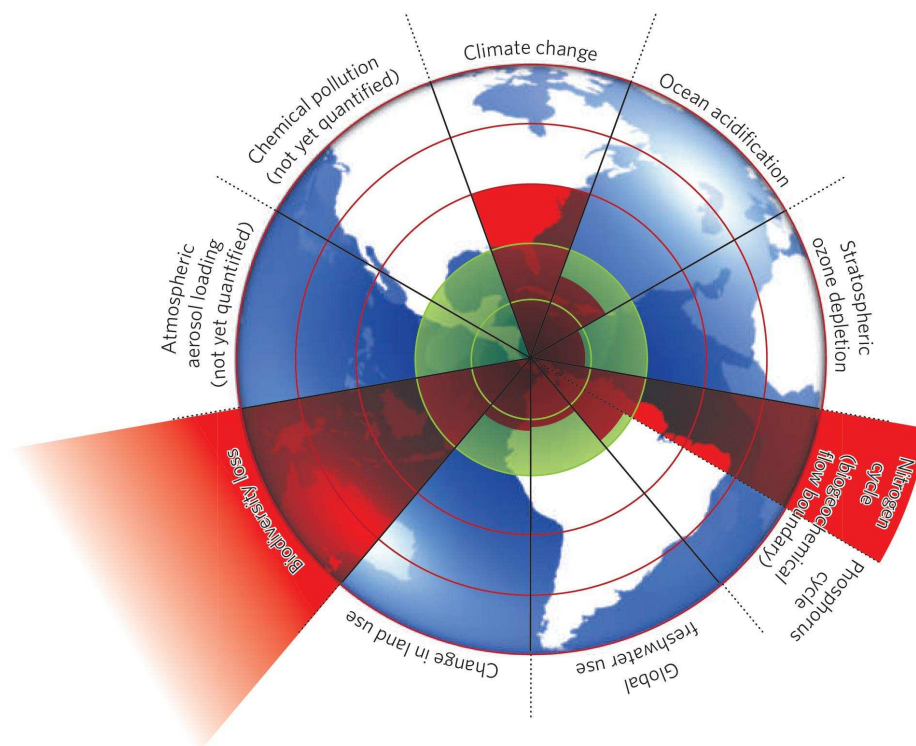 Climate change
Ocean acidification
Stratospheric
ozone depletion
Nitrogen
cycle
(biogeochemical
flow boundary)
Phosphorus
cycle
Global
freshwater use
Change in land use
Biodiversity loss
Atmospheric
aerosol loading
(not yet quantified)
Chemical pollution
(not yet quantified)